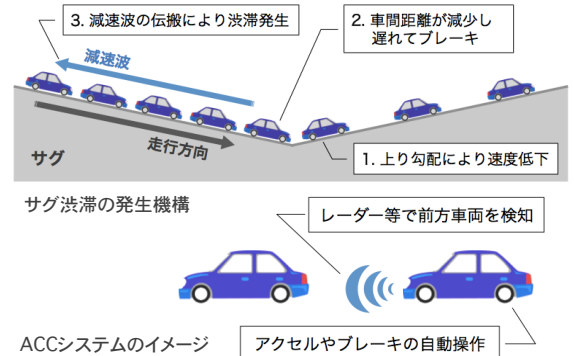 3. 減速波の伝搬により渋滞発生
2. 車間距離が減少し
遅れてブレーキ
減速波
走行方向
サグ
1. 上り勾配により速度低下
サグ渋滞の発生機構
レーダー等で前方車両を検知
ACCシステムのイメージ
アクセルやブレーキの自動操作